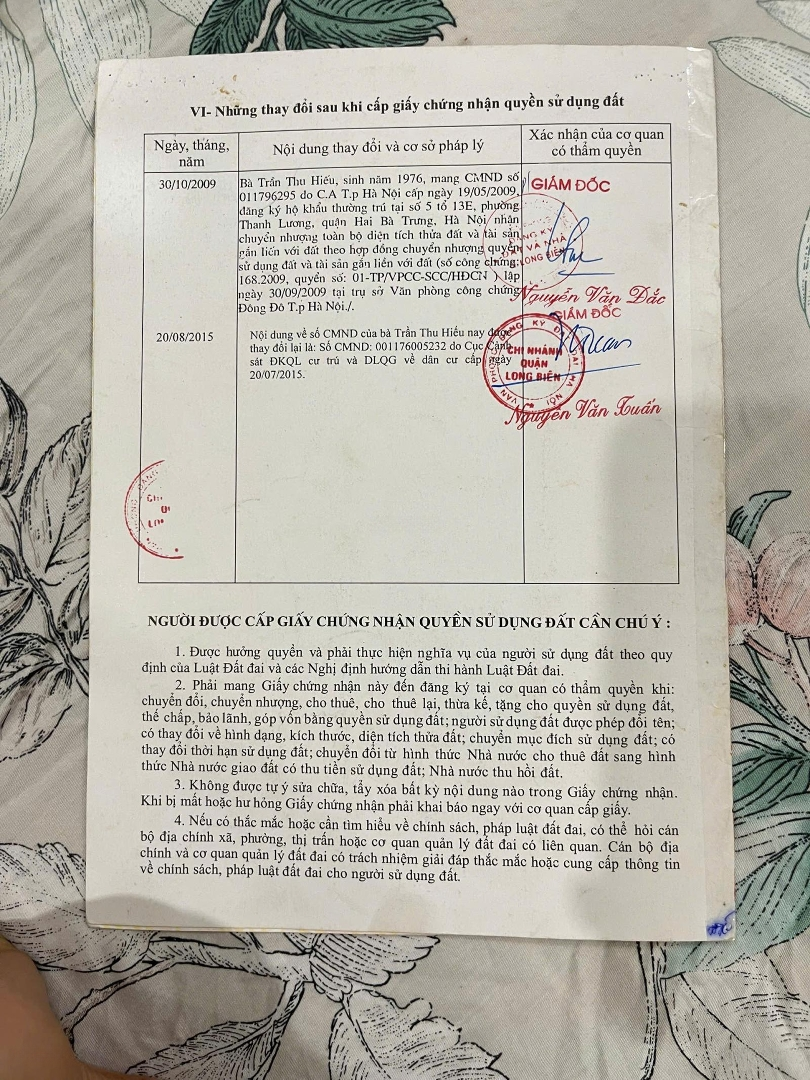 VI- Những thay đổi sau khi cấp giấy chứng nhận quyền sử dụng đất
Ngày, tháng, năm
Nội dung thay đổi và cơ sở pháp lý
Xác nhận của cơ quan có thẩm quyền
30/10/2009
Bà Trần Thu Hiếu, sinh năm 1976, mang CMND số
011796295 do C.A T.p Hà Nội cấp ngày 19/05/2009,
đăng ký hộ khẩu thường trú tại số 5 tổ 13E, phường
Thanh Lương, quận Hai Bà Trưng, Hà Nội nhận
chuyển nhượng toàn bộ diện tích thửa đất và tài sản
gắn liền với đất theo hợp đồng chuyển nhượng quyền
sử dụng đất và tài sản gắn liền với đất (số công chứng:
168.2009, quyển số: 01-TP/VPCC-SCC/HĐCN ) lập
ngày 30/09/2009 tại trụ sở Văn phòng công chứng
Đông Đô T.p Hà Nội./.
GIÁM ĐỐC
ĐĂNG KÝ
ĐẤT VÀ NHÀ
LONG BIÊN
Nguyễn Văn Đắc
20/08/2015
Nội dung về số CMND của bà Trần Thu Hiếu nay được
thay đổi lại là: Số CMND: 001176005232 do Cục Cảnh
sát ĐKQL cư trú và DLQG về dân cư cấp ngày
20/07/2015.
GIÁM ĐỐC
VĂN PHÒNG ĐĂNG KÝ ĐẤT ĐAI HÀ NỘI
CHI NHÁNH
QUẬN
LONG BIÊN
Nguyễn Văn Xuân
NGƯỜI ĐƯỢC CẤP GIẤY CHỨNG NHẬN QUYỀN SỬ DỤNG ĐẤT CẦN CHÚ Ý :
1. Được hưởng quyền và phải thực hiện nghĩa vụ của người sử dụng đất theo quy
định của Luật Đất đai và các Nghị định hướng dẫn thi hành Luật Đất đai.
2. Phải mang Giấy chứng nhận này đến đăng ký tại cơ quan có thẩm quyền khi:
chuyển đổi, chuyển nhượng, cho thuê, cho thuê lại, thừa kế, tặng cho quyền sử dụng đất,
thế chấp, bảo lãnh, góp vốn bằng quyền sử dụng đất; người sử dụng đất được phép đổi tên;
có thay đổi về hình dạng, kích thước, diện tích thửa đất; chuyển mục đích sử dụng đất; có
thay đổi thời hạn sử dụng đất; chuyển đổi từ hình thức Nhà nước cho thuê đất sang hình
thức Nhà nước giao đất có thu tiền sử dụng đất; Nhà nước thu hồi đất.
3. Không được tự ý sửa chữa, tẩy xóa bất kỳ nội dung nào trong Giấy chứng nhận.
Khi bị mất hoặc hư hỏng Giấy chứng nhận phải khai báo ngay với cơ quan cấp giấy.
4. Nếu có thắc mắc hoặc cần tìm hiểu về chính sách, pháp luật đất đai, có thể hỏi cán
bộ địa chính xã, phường, thị trấn hoặc cơ quan quản lý đất đai có liên quan. Cán bộ địa
chính và cơ quan quản lý đất đai có trách nhiệm giải đáp thắc mắc hoặc cung cấp thông tin
về chính sách, pháp luật đất đai cho người sử dụng đất.